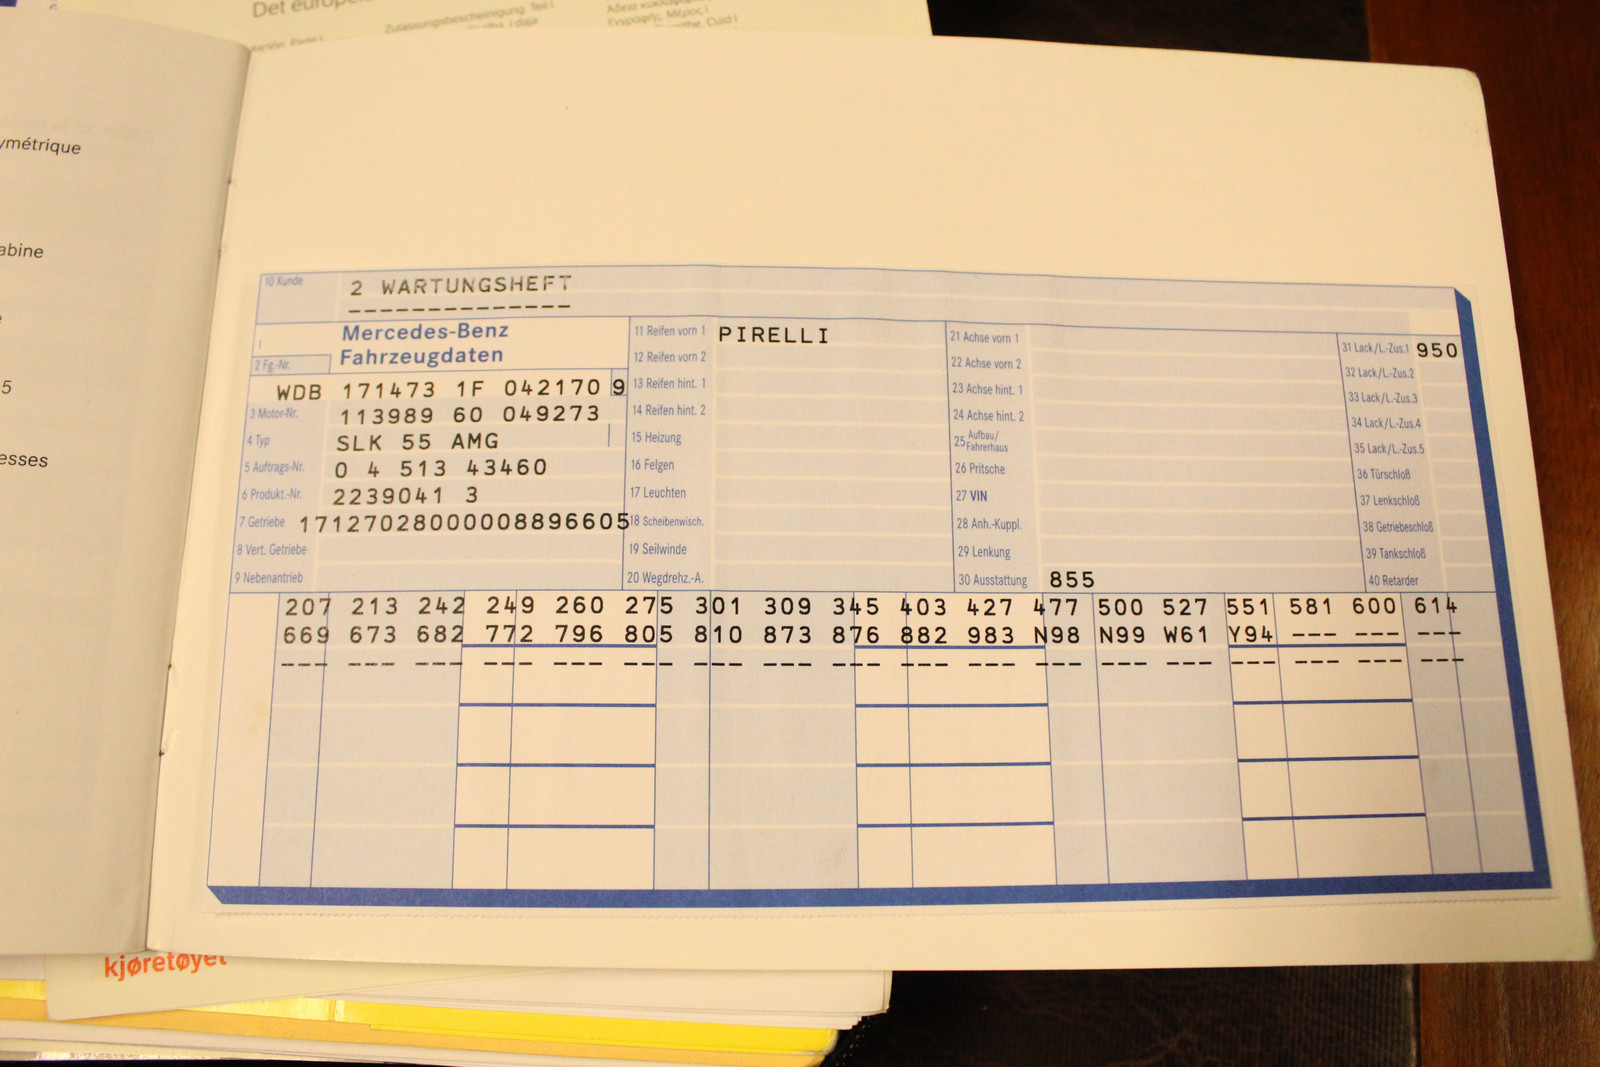 Zulassungsbescheinigung. Teil I
ymétrique
abine
5
esses
10 Kunde
2 WARTUNGSHEFT
--------------
1
Mercedes-Benz
Fahrzeugdaten
2 Fg.-Nr.
WDB 171473 1F 042170 9
3 Motor-Nr. 113989 60 049273
4 Typ SLK 55 AMG
5 Auftrags-Nr. 0 4 513 43460
6 Produkt.-Nr. 2239041 3
7 Getriebe 17127028000008896605
8 Vert. Getriebe
9 Nebenantrieb
11 Reifen vorn 1 PIRELLI
12 Reifen vorn 2
13 Reifen hint. 1
14 Reifen hint. 2
15 Heizung
16 Felgen
17 Leuchten
18 Scheibenwisch.
19 Seilwinde
20 Wegdrehz.-A.
21 Achse vorn 1
22 Achse vorn 2
23 Achse hint. 1
24 Achse hint. 2
25 Aufbau/
Fahrerhaus
26 Pritsche
27 VIN
28 Anh.-Kuppl.
29 Lenkung
30 Ausstattung 855
31 Lack/L.-Zus.1 950
32 Lack/L.-Zus.2
33 Lack/L.-Zus.3
34 Lack/L.-Zus.4
35 Lack/L.-Zus.5
36 Türschloß
37 Lenkschloß
38 Getriebeschloß
39 Tankschloß
40 Retarder
207 213 242 249 260 275 301 309 345 403 427 477 500 527 551 581 600 614
669 673 682 772 796 805 810 873 876 882 983 N98 N99 W61 Y94 --- --- ---
--- --- --- --- --- --- --- --- --- --- --- --- --- --- --- --- --- ---
kjøretøyet